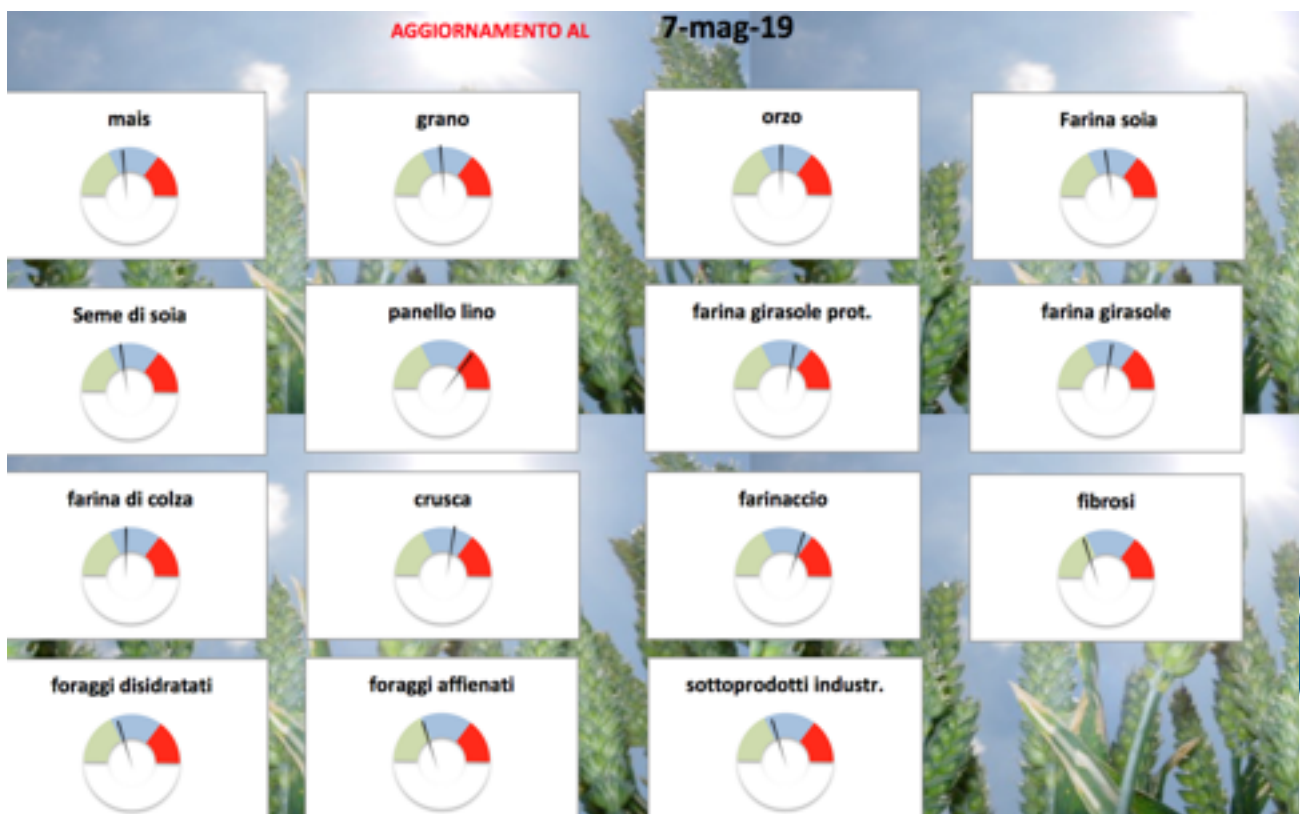 AGGIORNAMENTO AL 7-mag-19
mais
grano
orzo
Farina soia
Seme di soia
panello lino
farina girasole prot.
farina girasole
farina di colza
crusca
farinaccio
fibrosi
foraggi disidratati
foraggi affienati
sottoprodotti industr.